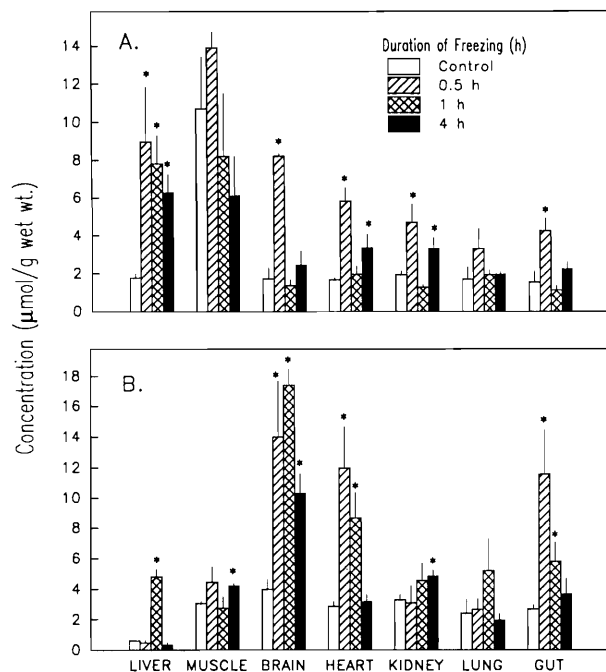 A.
Duration of Freezing (h)
Control
0.5 h
1 h
4 h
14
12
10
8
6
4
2
0
* * *
*
* *
* *
*
Concentration (µmol/g wet wt.)
B.
18
16
14
12
10
8
6
4
2
0
*
*
* * *
* *
*
* *
LIVER MUSCLE BRAIN HEART KIDNEY LUNG GUT